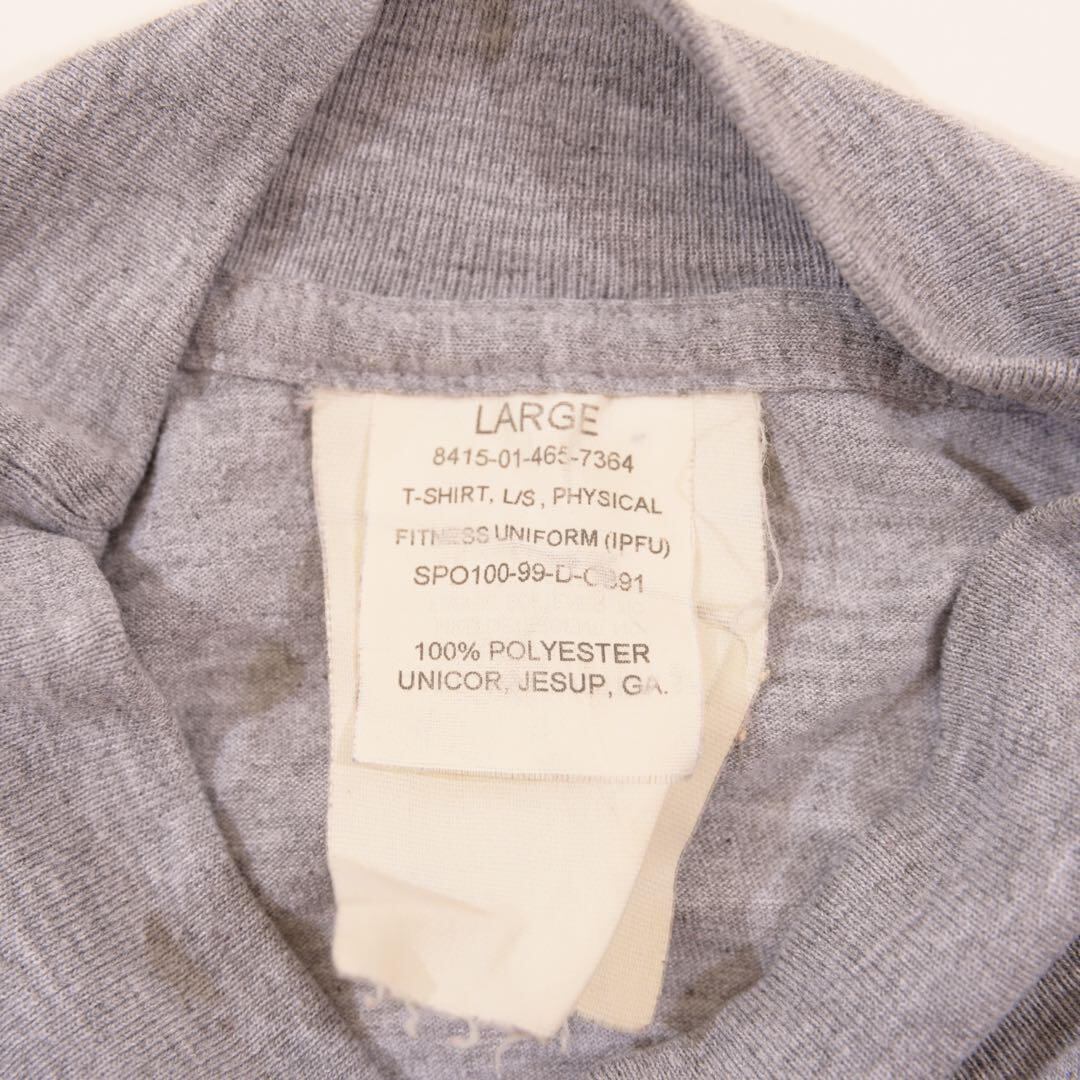 LARGE
8415-01-465-7364
T-SHIRT, L/S, PHYSICAL
FITNESS UNIFORM (IPFU)
100% POLYESTER
UNICOR, JESUP, GA.